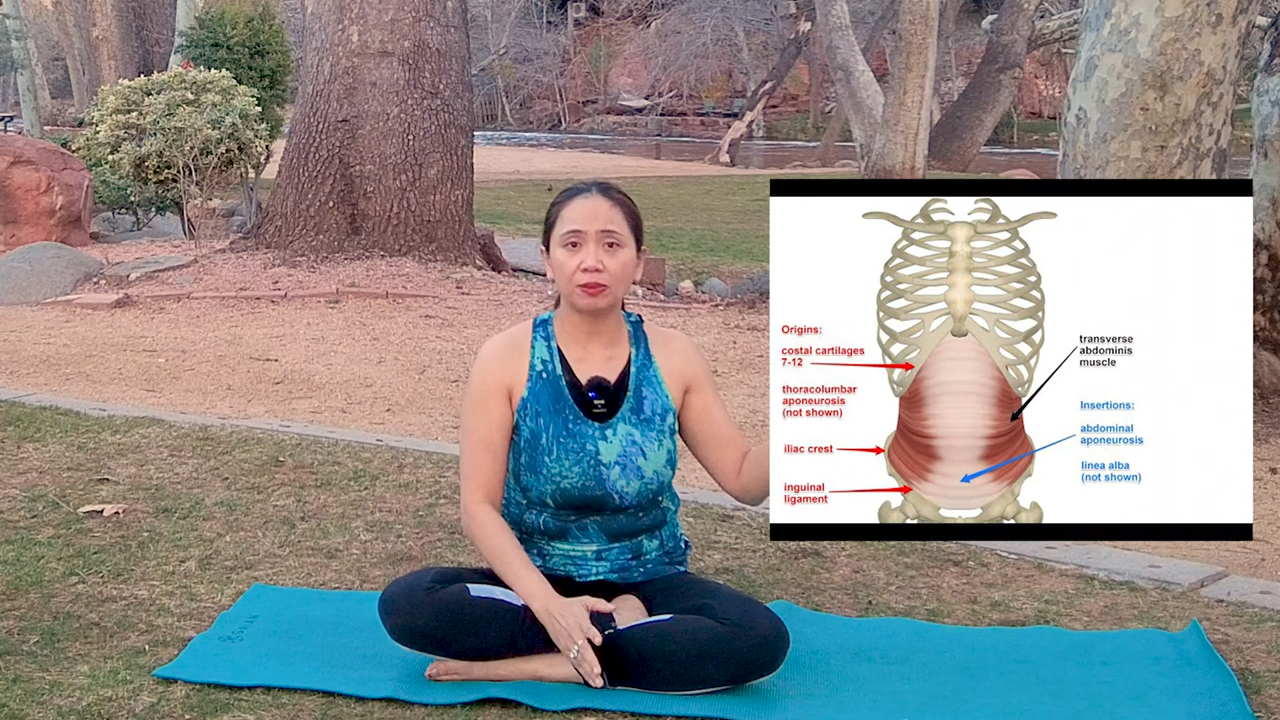 Origins:
costal cartilages
7-12
thoracolumbar
aponeurosis
(not shown)
iliac crest
inguinal
ligament
transverse
abdominis
muscle
Insertions:
abdominal
aponeurosis
linea alba
(not shown)